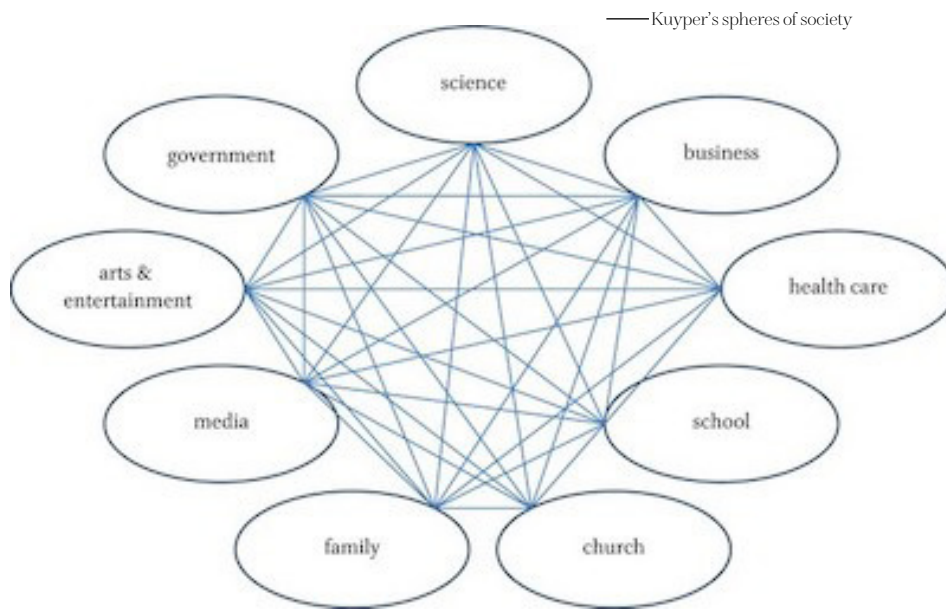 Kuyper's spheres of society
science
government
business
arts &
entertainment
health care
media
school
family
church